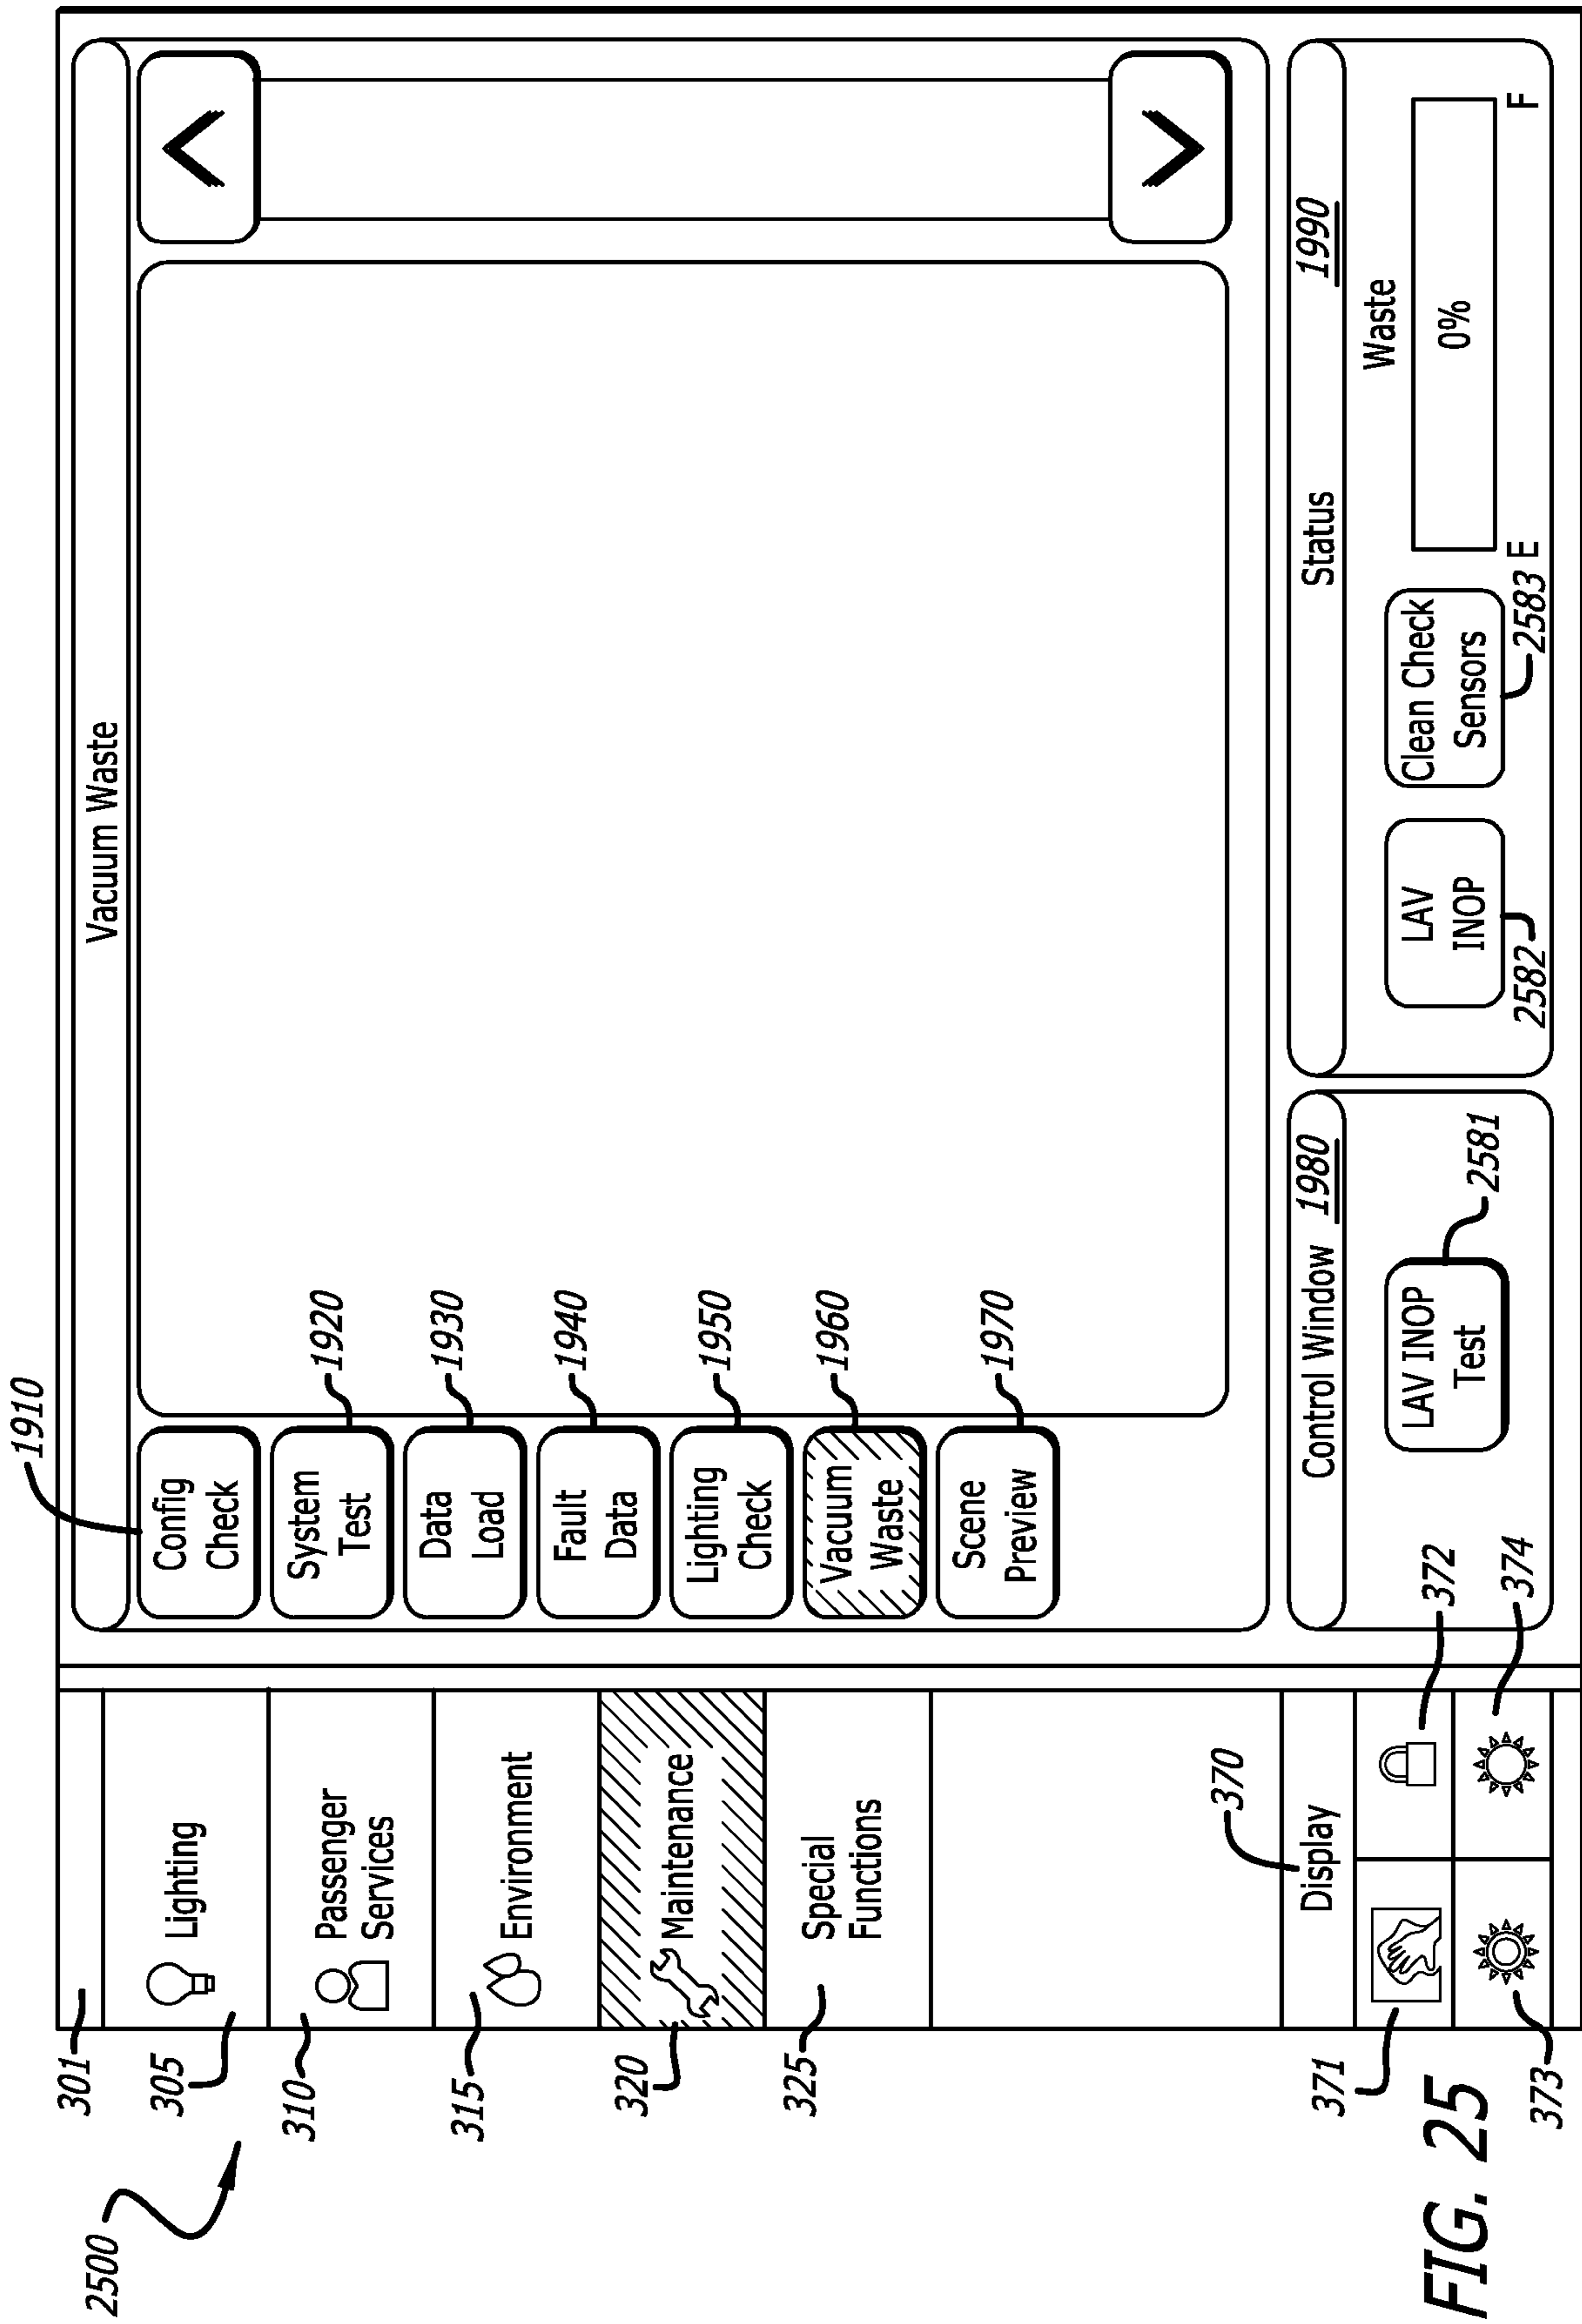 2500
301
305
310
315
320
325
Lighting
Passenger
Services
Environment
Maintenance
Special
Functions
370
Display
371
372
373
374
Vacuum Waste
1910
Config
Check
System
Test
1920
Data
Load
1930
Fault
Data
1940
Lighting
Check
1950
Vacuum
Waste
1960
Scene
Preview
1970
Control Window 1980
LAV INOP
Test
2581
Status 1990
LAV
INOP
2582
Clean Check
Sensors
2583
Waste
0%
E F
FIG. 25